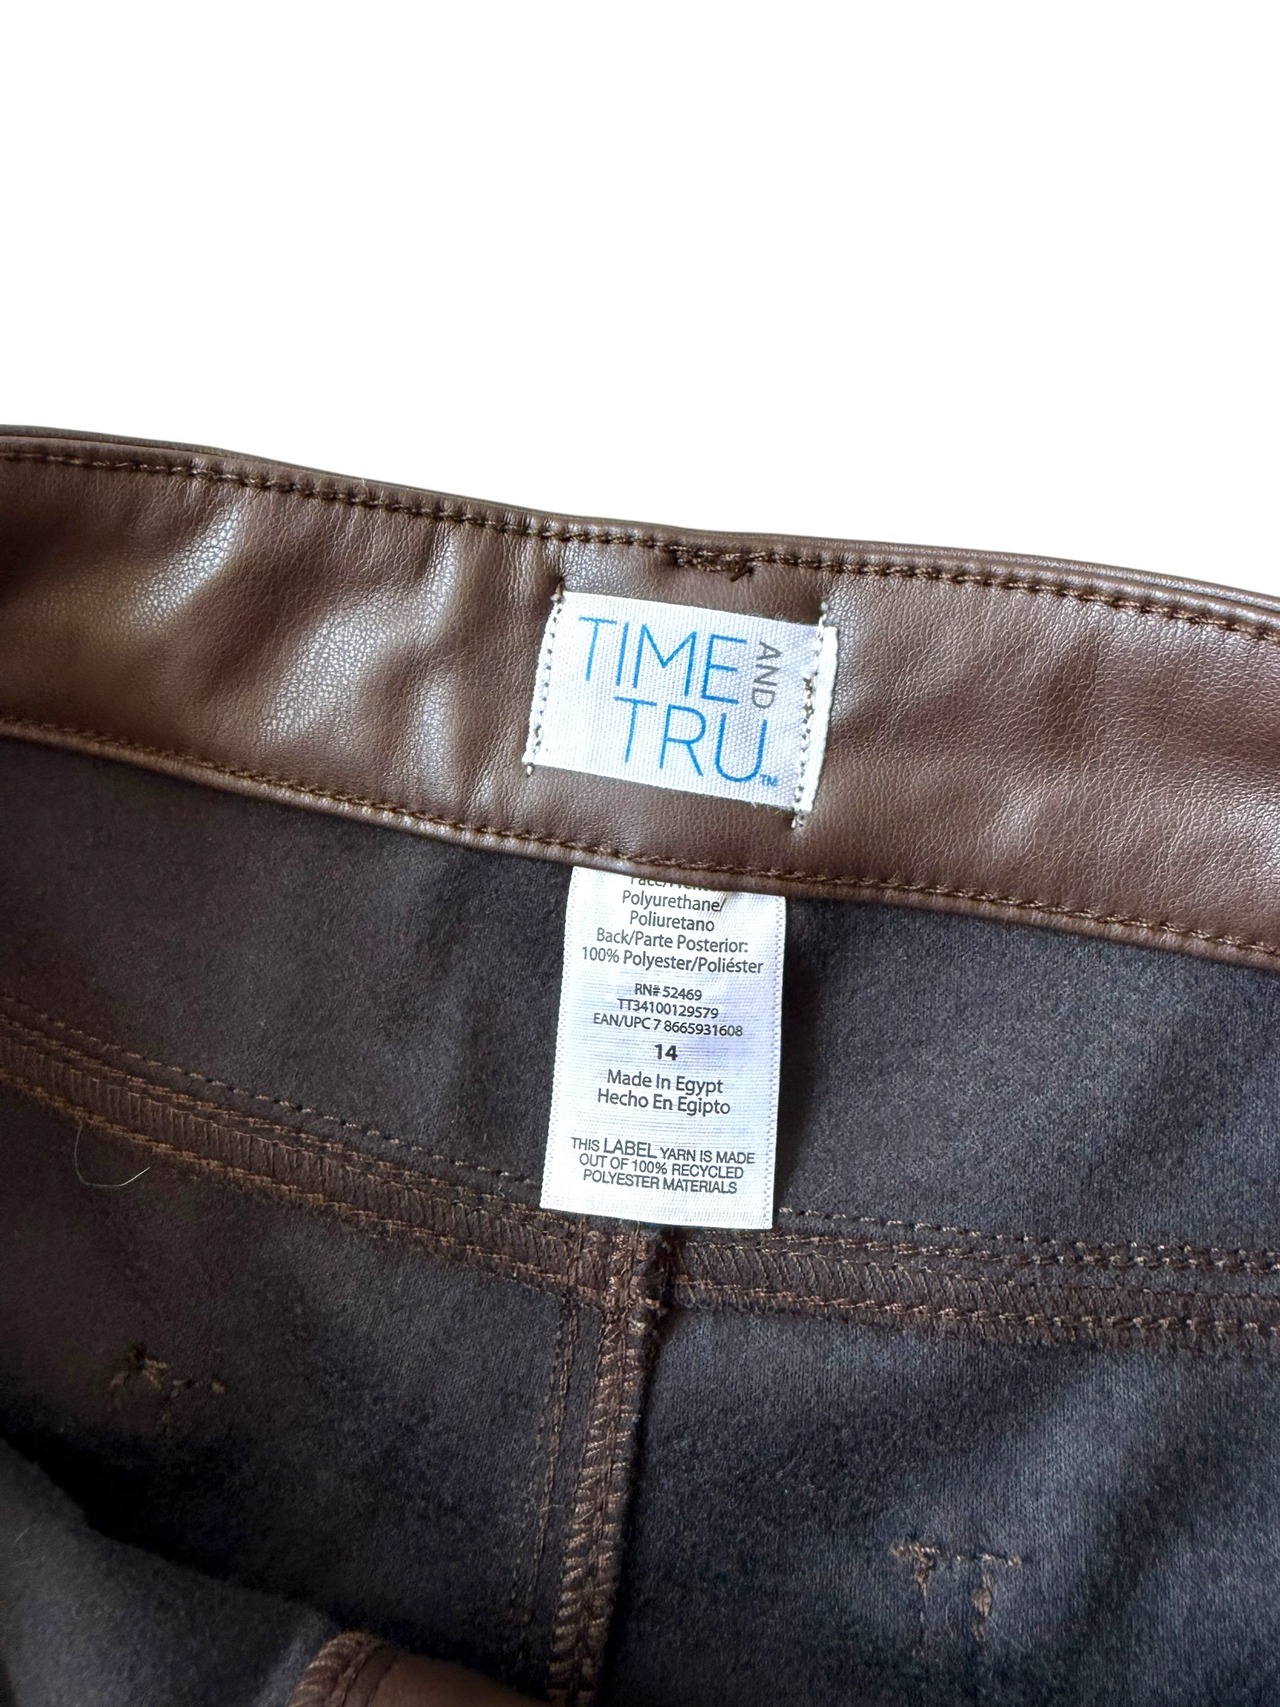 TIME AND
TRU™
Polyurethane/
Poliuretano
Back/Parte Posterior:
100% Polyester/Poliéster
RN# 52469
TT34100129579
EAN/UPC 7 8665931608
14
Made In Egypt
Hecho En Egipto
THIS LABEL YARN IS MADE
OUT OF 100% RECYCLED
POLYESTER MATERIALS